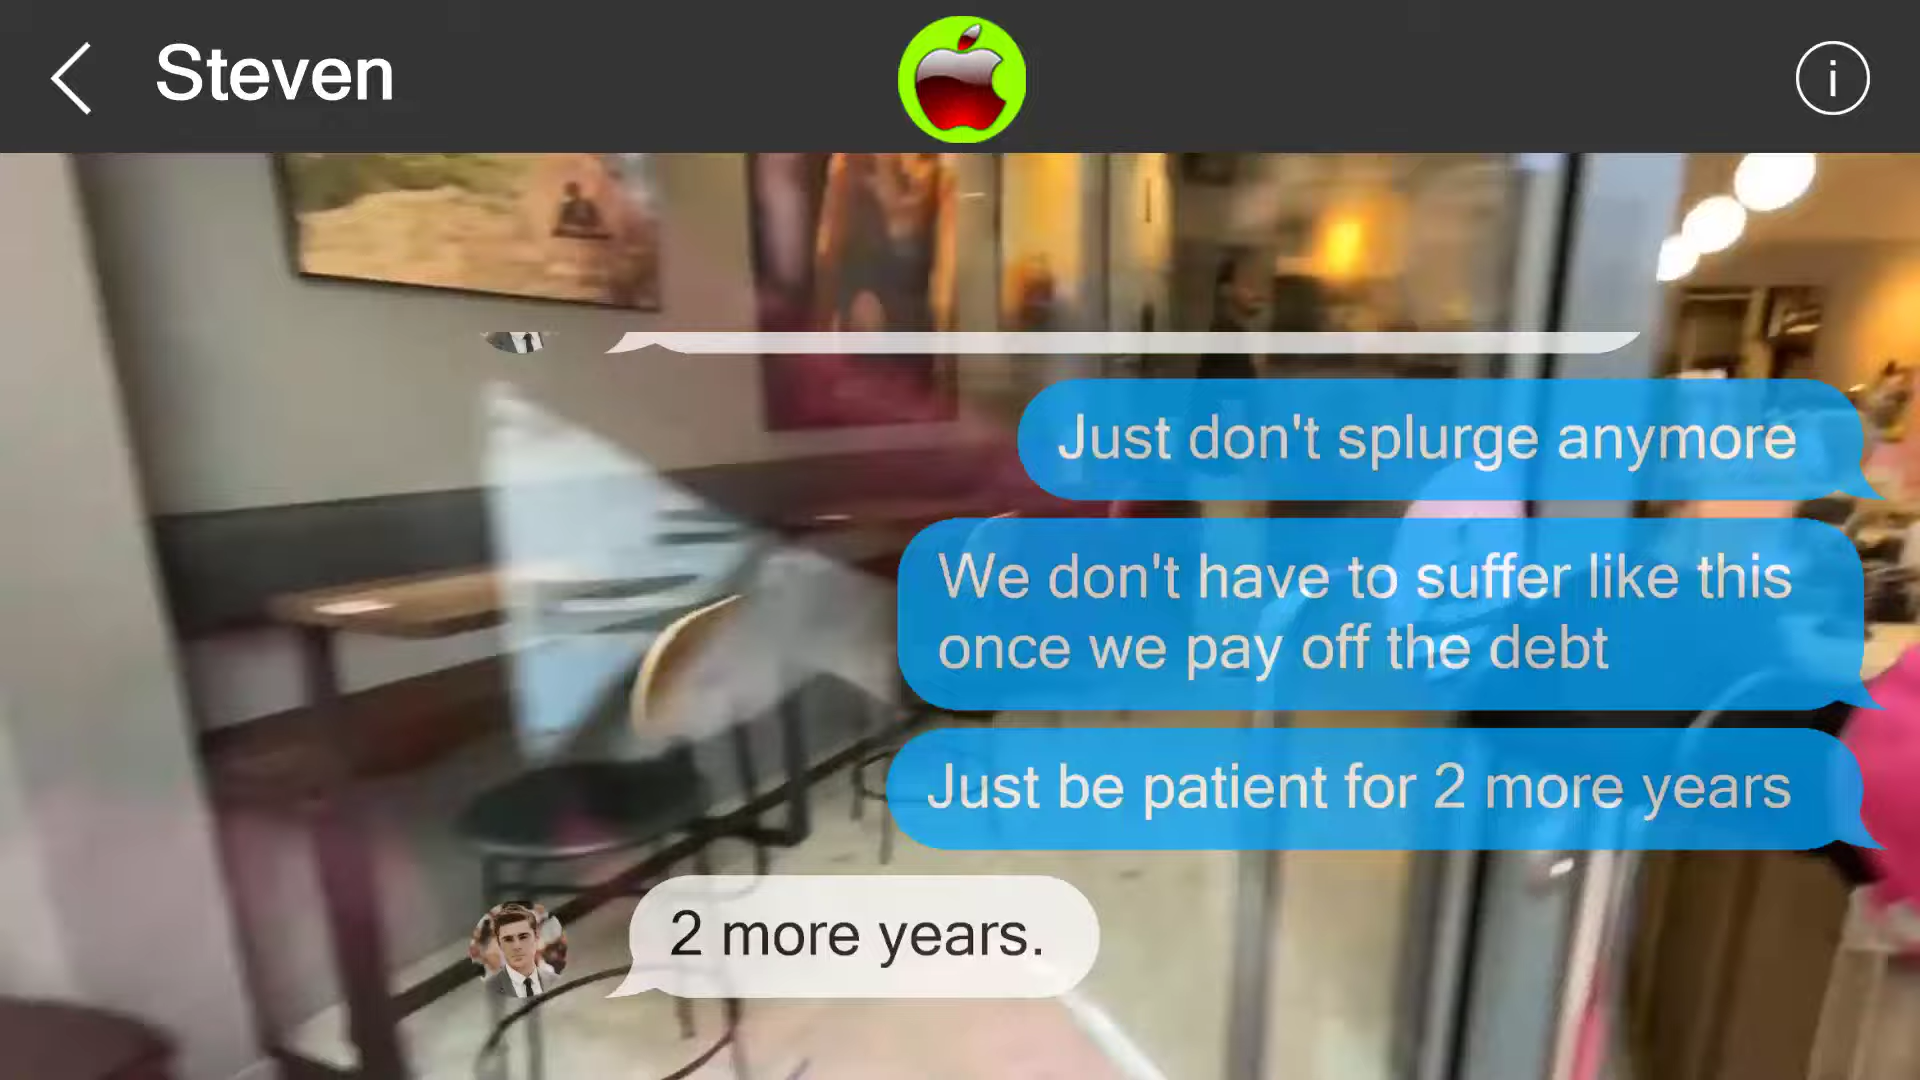 Steven
Just don't splurge anymore
We don't have to suffer like this
once we pay off the debt
Just be patient for 2 more years
2 more years.